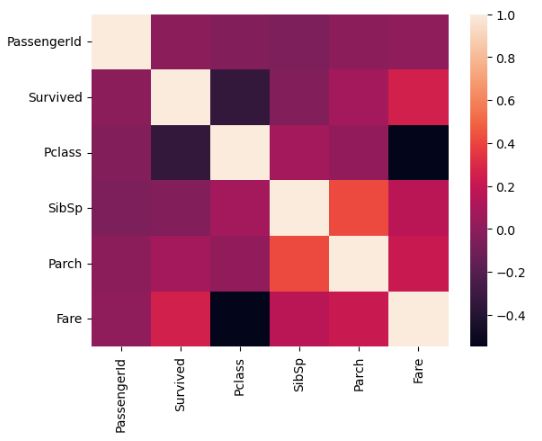 PassengerId
Survived
Pclass
SibSp
Parch
Fare
PassengerId
Survived
Pclass
SibSp
Parch
Fare
1.0
0.8
0.6
0.4
0.2
0.0
−0.2
−0.4